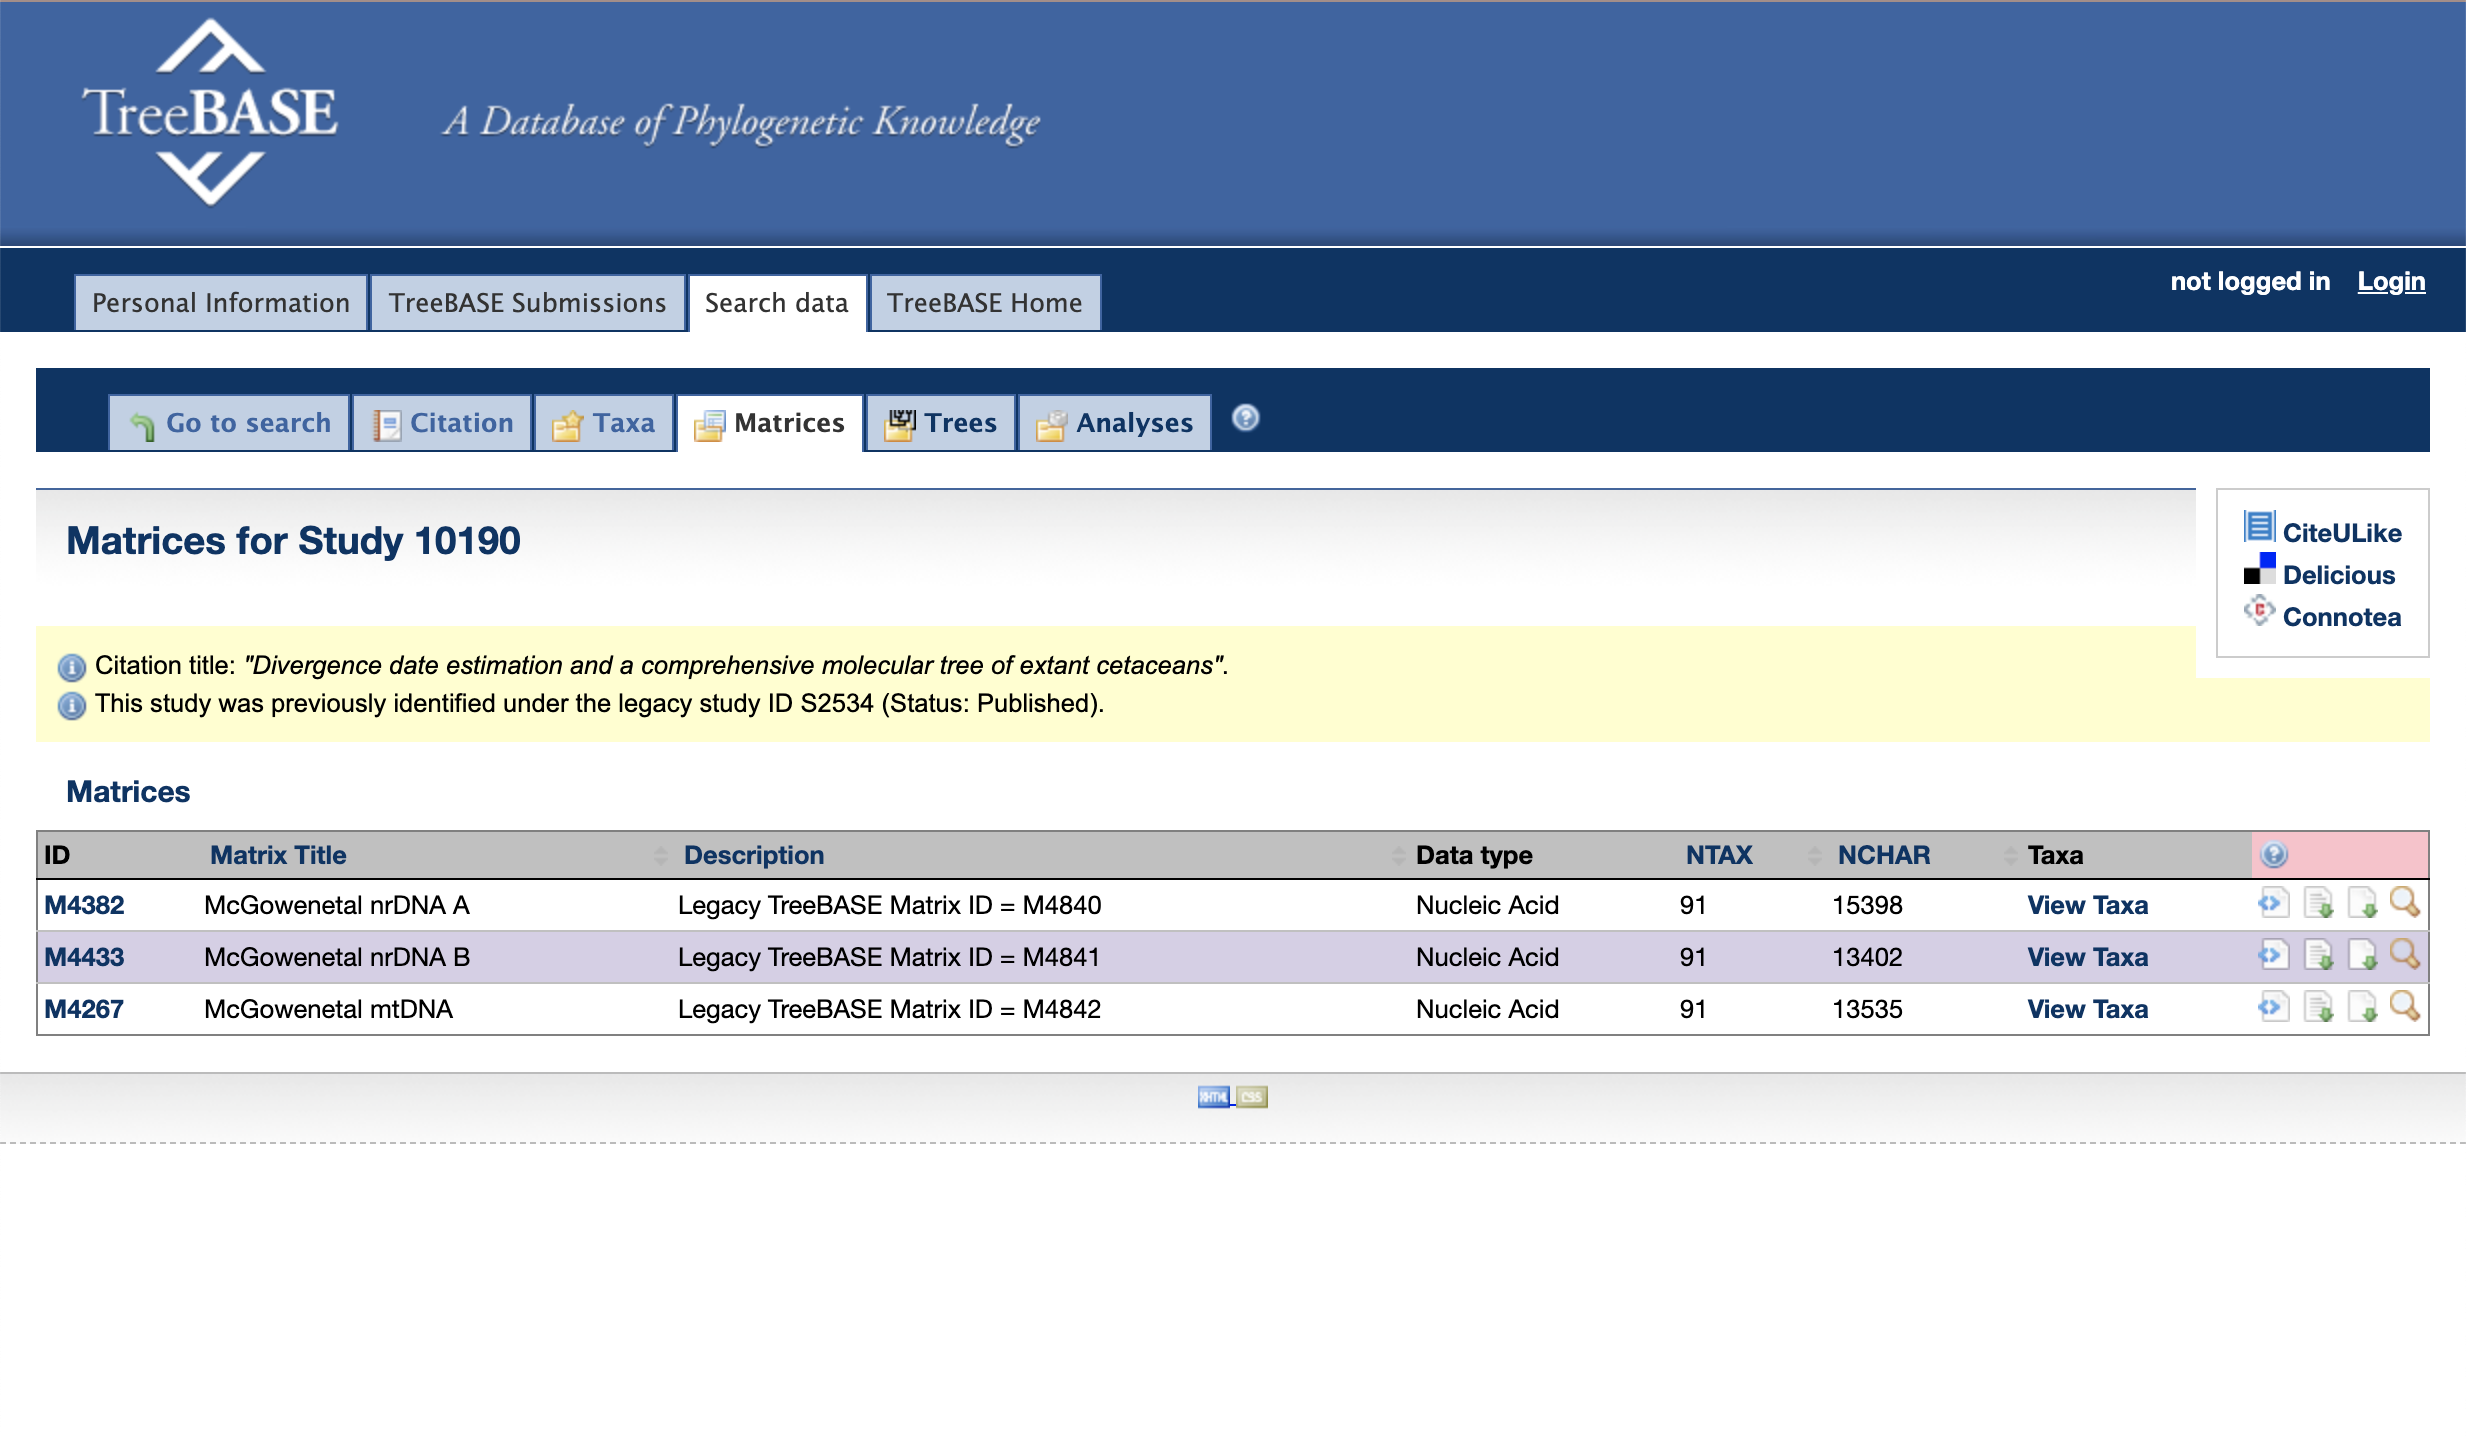 TreeBASE
A Database of Phylogenetic Knowledge
not logged in Login
Personal Information TreeBASE Submissions Search data TreeBASE Home
Go to search Citation Taxa Matrices Trees Analyses ?
Matrices for Study 10190
CiteULike
Delicious
Connotea
Citation title: "Divergence date estimation and a comprehensive molecular tree of extant cetaceans".
This study was previously identified under the legacy study ID S2534 (Status: Published).
Matrices
ID Matrix Title Description Data type NTAX NCHAR Taxa ?
M4382 McGowenetal nrDNA A Legacy TreeBASE Matrix ID = M4840 Nucleic Acid 91 15398 View Taxa
M4433 McGowenetal nrDNA B Legacy TreeBASE Matrix ID = M4841 Nucleic Acid 91 13402 View Taxa
M4267 McGowenetal mtDNA Legacy TreeBASE Matrix ID = M4842 Nucleic Acid 91 13535 View Taxa
XHTML CSS